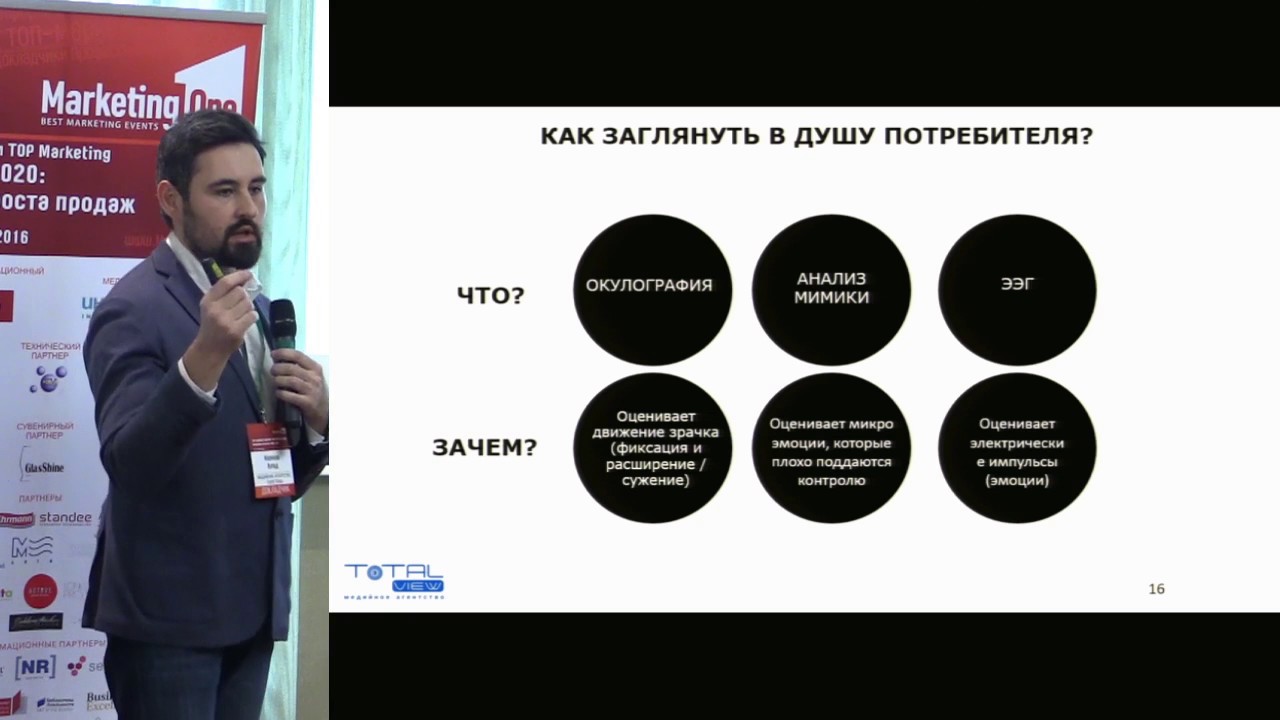 Marketing One
BEST MARKETING EVENTS
TOP Marketing
020:
оста продаж
2016
ТЕХНИЧЕСКИЙ
ПАРТНЕР
СУВЕНИРНЫЙ
ПАРТНЕР
GlasShine
ПАРТНЕРЫ
Ehrmann
standee
МАЦИОННЫЕ ПАРТНЕРЫ
[NR]
ДОКЛАДЧИК
КАК ЗАГЛЯНУТЬ В ДУШУ ПОТРЕБИТЕЛЯ?
ЧТО?
ОКУЛОГРАФИЯ
АНАЛИЗ
МИМИКИ
ЭЭГ
ЗАЧЕМ?
Оценивает
движение зрачка
(фиксация и
расширение /
сужение)
Оценивает микро
эмоции, которые
плохо поддаются
контролю
Оценивает
электрически
е импульсы
(эмоции)
TOTAL
VIEW
медийное агентство
16